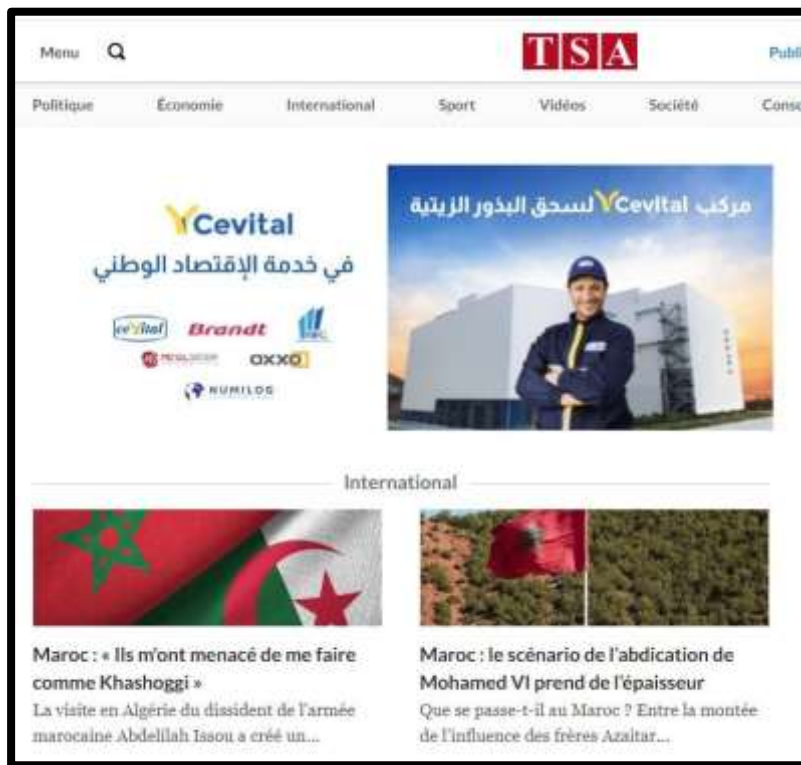 Menu
TSA
Publi
Politique
Économie
International
Sport
Vidéos
Société
Conse
Cevital
في خدمة الإقتصاد الوطني
cevital
Brandt
OXXO
NUMILOG
مركب Cevital لسحق البذور الزيتية
International
Maroc : « Ils m'ont menacé de me faire
comme Khashoggi »
La visite en Algérie du dissident de l'armée
marocaine Abdelilah Issou a créé un...
Maroc : le scénario de l'abdication de
Mohamed VI prend de l'épaisseur
Que se passe-t-il au Maroc ? Entre la montée
de l'influence des frères Azaitar...